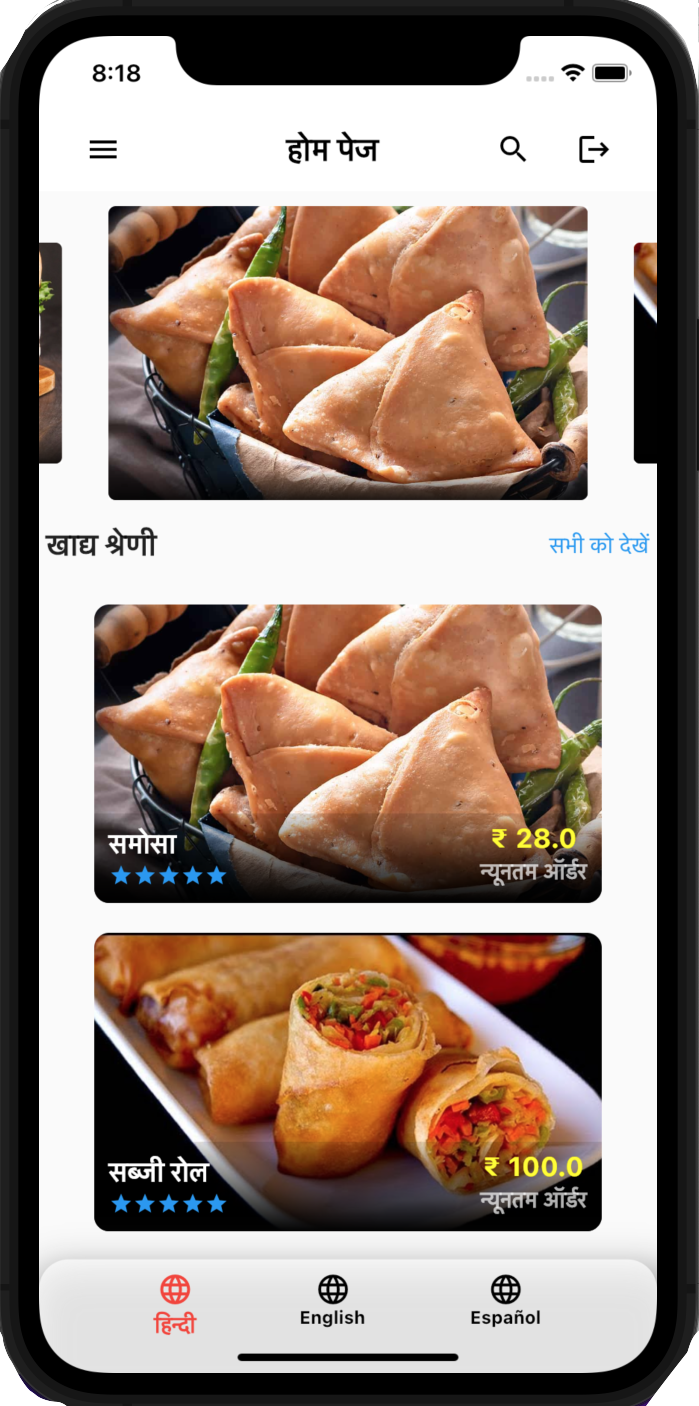 8:18
होम पेज
खाद्य श्रेणी
सभी को देखें
समोसा
₹ 28.0
न्यूनतम ऑर्डर
सब्जी रोल
₹ 100.0
न्यूनतम ऑर्डर
हिन्दी
English
Español